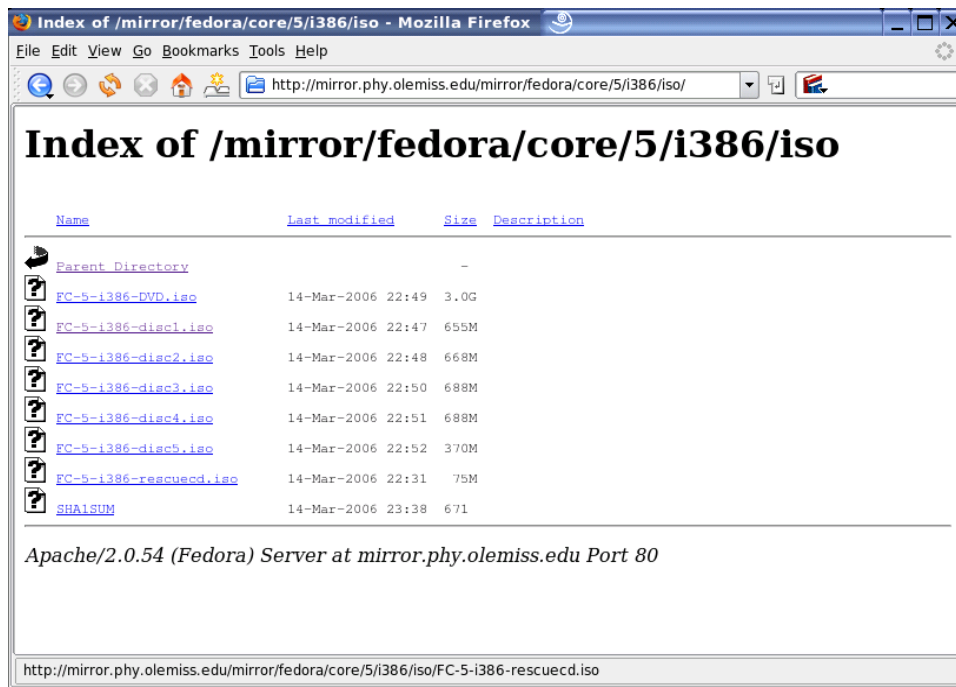 Index of /mirror/fedora/core/5/i386/iso - Mozilla Firefox
File Edit View Go Bookmarks Tools Help
http://mirror.phy.olemiss.edu/mirror/fedora/core/5/i386/iso/
Index of /mirror/fedora/core/5/i386/iso
Name Last modified Size Description
Parent Directory -
FC-5-i386-DVD.iso 14-Mar-2006 22:49 3.0G
FC-5-i386-disc1.iso 14-Mar-2006 22:47 655M
FC-5-i386-disc2.iso 14-Mar-2006 22:48 668M
FC-5-i386-disc3.iso 14-Mar-2006 22:50 688M
FC-5-i386-disc4.iso 14-Mar-2006 22:51 688M
FC-5-i386-disc5.iso 14-Mar-2006 22:52 370M
FC-5-i386-rescuecd.iso 14-Mar-2006 22:31 75M
SHA1SUM 14-Mar-2006 23:38 671
Apache/2.0.54 (Fedora) Server at mirror.phy.olemiss.edu Port 80
http://mirror.phy.olemiss.edu/mirror/fedora/core/5/i386/iso/FC-5-i386-rescuecd.iso